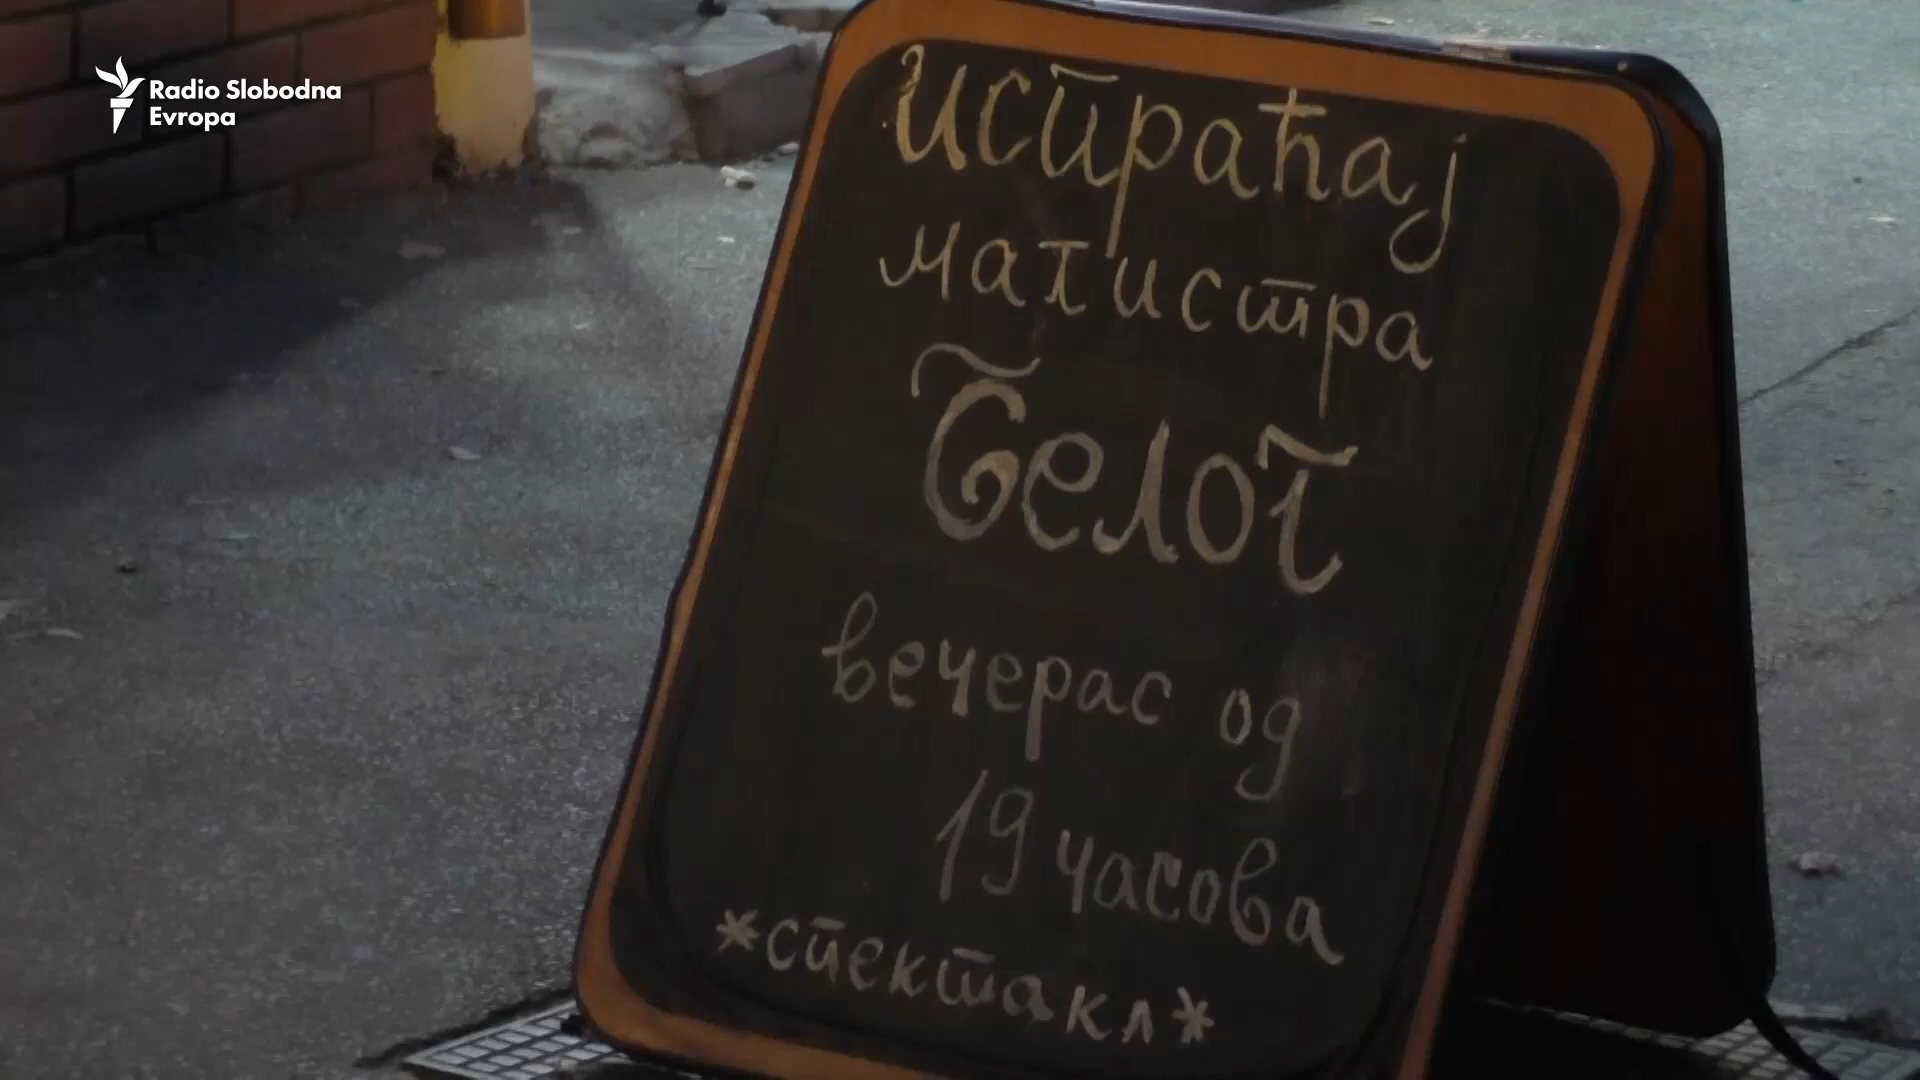 Radio Slobodna
Evropa
испраћај
магистра
Белог
вечерас од
19 часова
*спектакл*